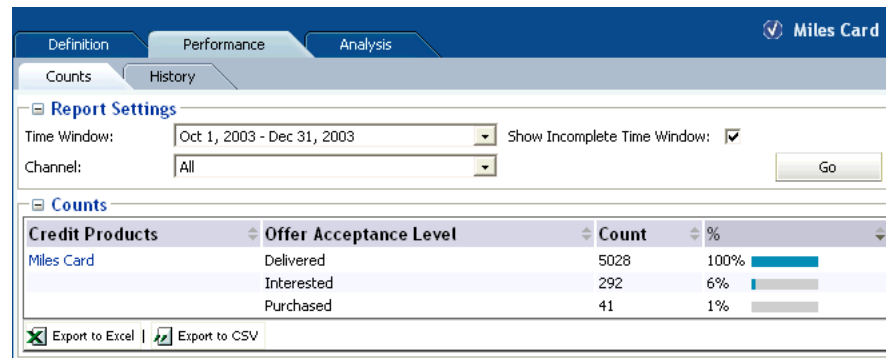 Miles Card
Definition Performance Analysis
Counts History
Report Settings
Time Window: Oct 1, 2003 - Dec 31, 2003 Show Incomplete Time Window:
Channel: All Go
Counts
Credit Products Offer Acceptance Level Count %
Miles Card Delivered 5028 100%
Interested 292 6%
Purchased 41 1%
Export to Excel | Export to CSV